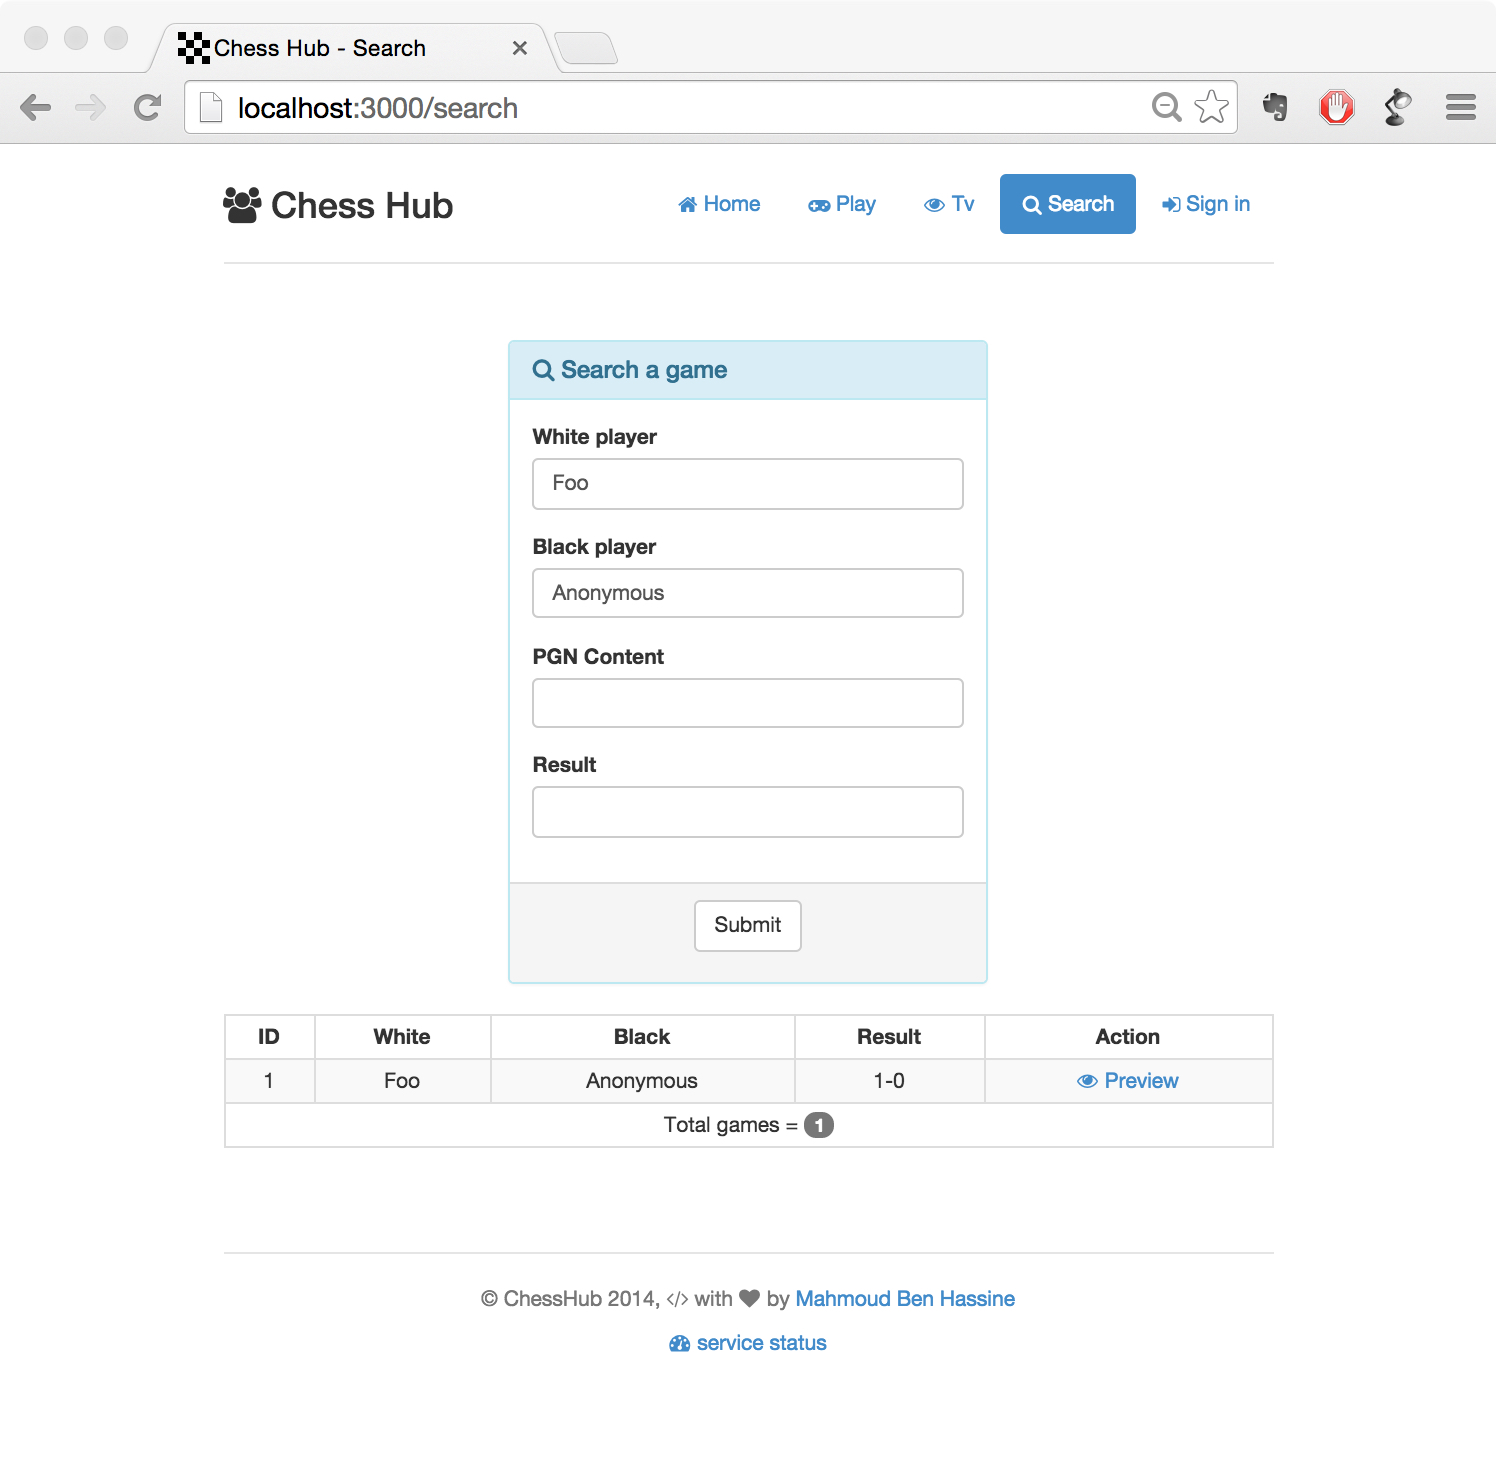 Chess Hub - Search
localhost:3000/search
Chess Hub Home Play Tv Search Sign in
Search a game
White player
Foo
Black player
Anonymous
PGN Content
Result
Submit
ID White Black Result Action
1 Foo Anonymous 1-0 Preview
Total games = 1
© ChessHub 2014, </> with ♥ by Mahmoud Ben Hassine
service status